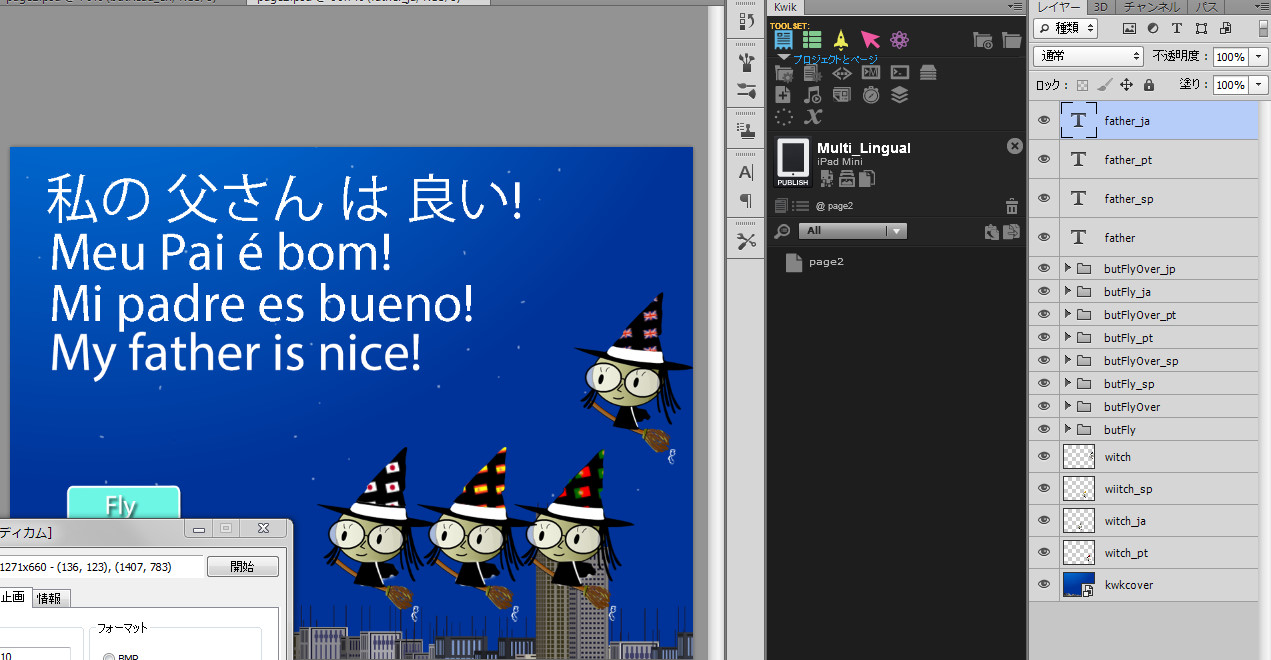 Kwik
レイヤー 3D チャンネル パス
TOOLSET:
種類
プロジェクトとページ
通常 不透明度: 100%
ロック: 塗り: 100%
Multi_Lingual
iPad Mini
PUBLISH
@ page2
All
page2
私の 父さん は 良い!
Meu Pai é bom!
Mi padre es bueno!
My father is nice!
Fly
ディカム]
1271x660 - (136, 123), (1407, 783)
開始
止画 情報
フォーマット
10
BMP
father_ja
father_pt
father_sp
father
butFlyOver_jp
butFly_ja
butFlyOver_pt
butFly_pt
butFlyOver_sp
butFly_sp
butFlyOver
butFly
witch
wiitch_sp
witch_ja
witch_pt
kwkcover